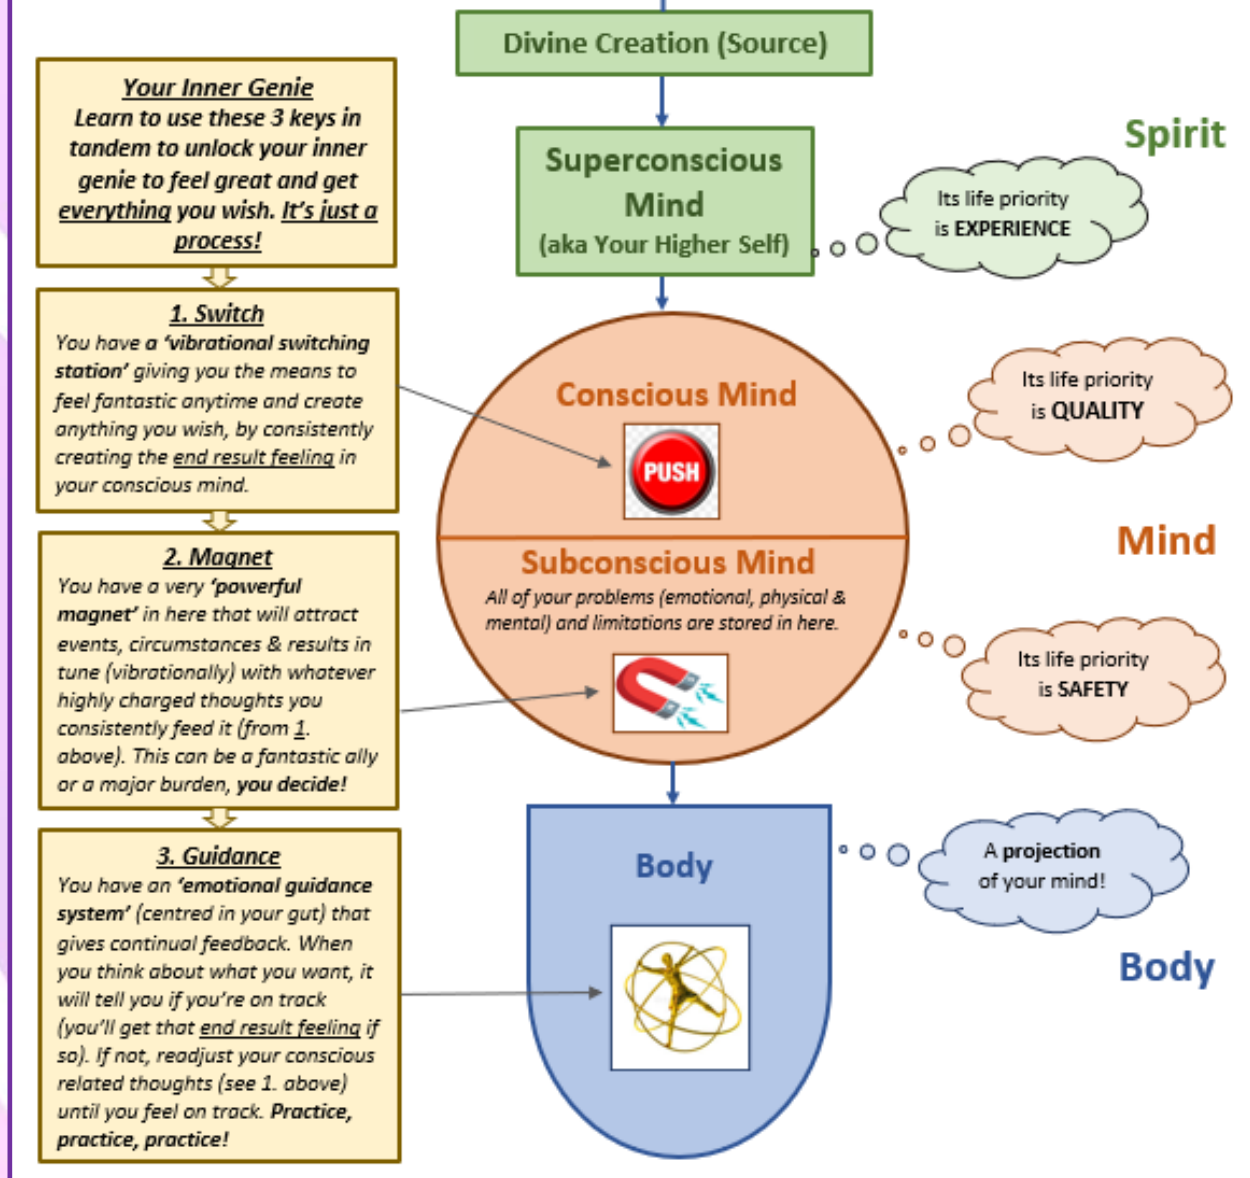 Divine Creation (Source)
Your Inner Genie
Learn to use these 3 keys in
tandem to unlock your inner
genie to feel great and get
everything you wish. It's just a
process!
Superconscious
Mind
(aka Your Higher Self)
Spirit
Its life priority
is EXPERIENCE
1. Switch
You have a ‘vibrational switching
station’ giving you the means to
feel fantastic anytime and create
anything you wish, by consistently
creating the end result feeling in
your conscious mind.
Conscious Mind
PUSH
Its life priority
is QUALITY
Mind
2. Magnet
You have a very ‘powerful
magnet’ in here that will attract
events, circumstances & results in
tune (vibrationally) with whatever
highly charged thoughts you
consistently feed it (from 1.
above). This can be a fantastic ally
or a major burden, you decide!
Subconscious Mind
All of your problems (emotional, physical &
mental) and limitations are stored in here.
Its life priority
is SAFETY
3. Guidance
You have an ‘emotional guidance
system’ (centred in your gut) that
gives continual feedback. When
you think about what you want, it
will tell you if you're on track
(you'll get that end result feeling if
so). If not, readjust your conscious
related thoughts (see 1. above)
until you feel on track. Practice,
practice, practice!
Body
A projection
of your mind!
Body